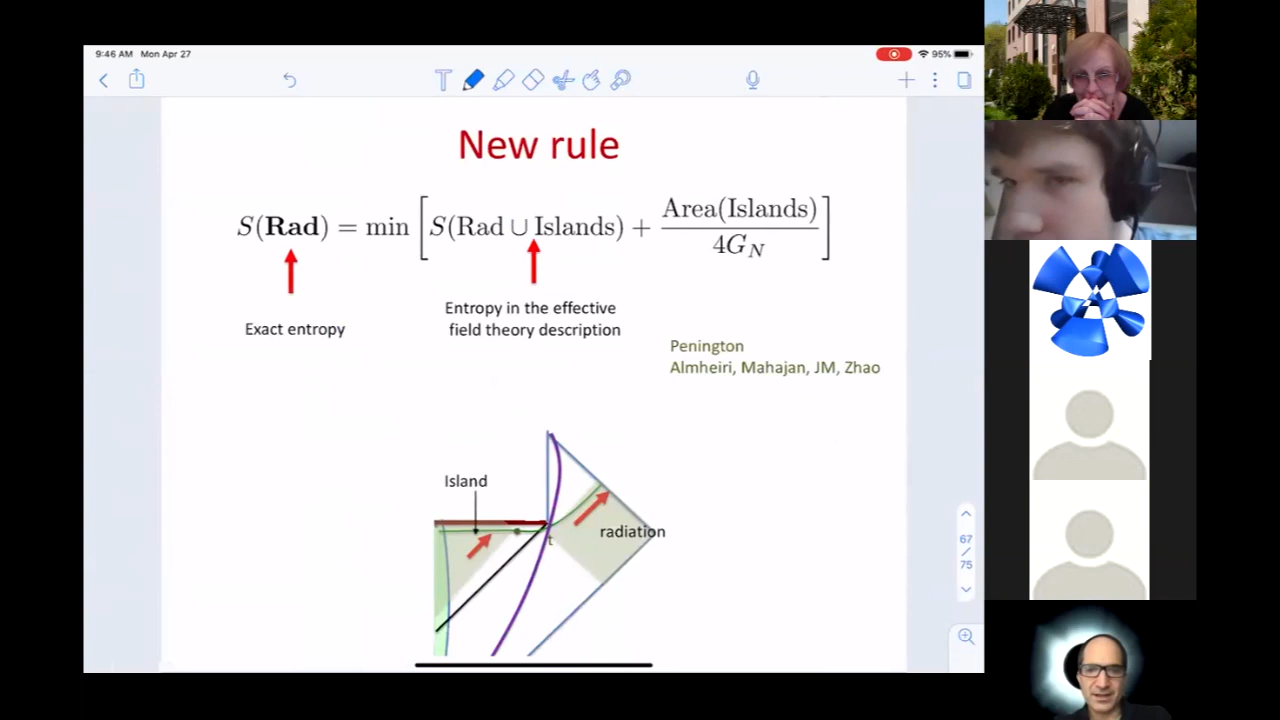 9:46 AM Mon Apr 27
95%
T
New rule
S(Rad) = min [ S(Rad ∪ Islands) + Area(Islands) / 4G_N ]
Exact entropy
Entropy in the effective
field theory description
Penington
Almheiri, Mahajan, JM, Zhao
Island
radiation
t
67
/
75